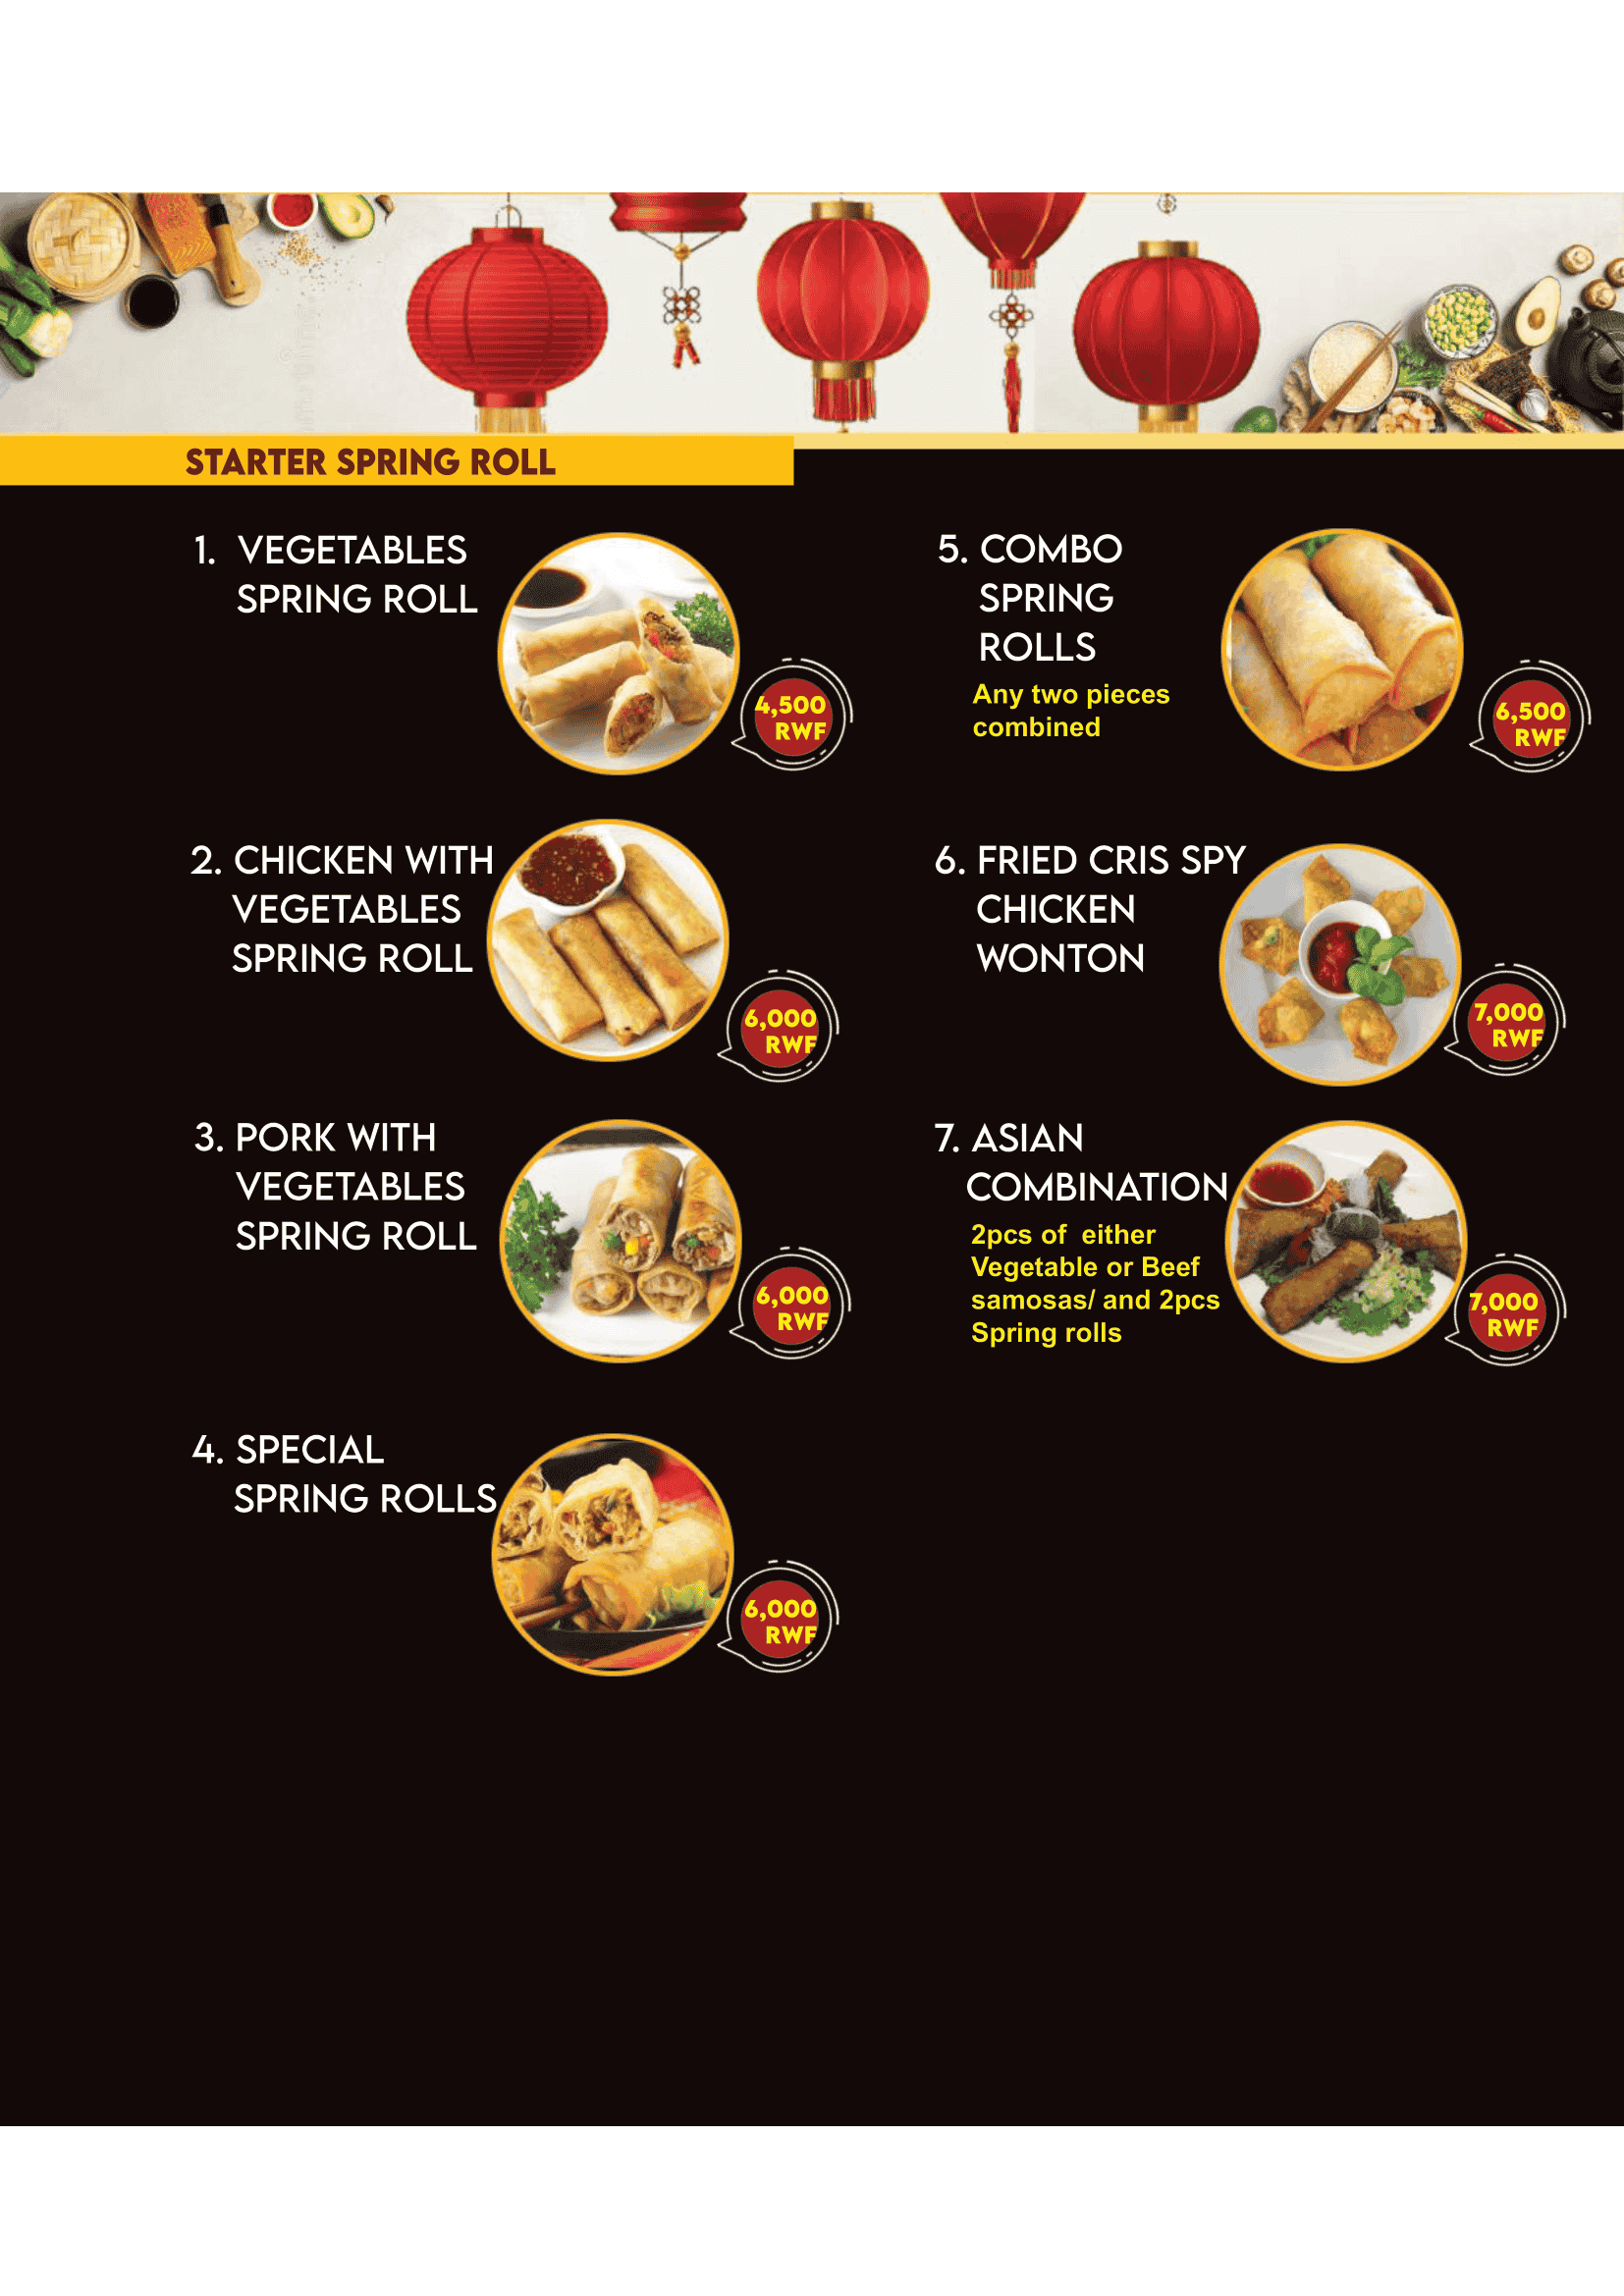 STARTER SPRING ROLL
1. VEGETABLES
SPRING ROLL
4,500
RWF
2. CHICKEN WITH
VEGETABLES
SPRING ROLL
6,000
RWF
3. PORK WITH
VEGETABLES
SPRING ROLL
6,000
RWF
4. SPECIAL
SPRING ROLLS
6,000
RWF
5. COMBO
SPRING
ROLLS
Any two pieces
combined
6,500
RWF
6. FRIED CRIS SPY
CHICKEN
WONTON
7,000
RWF
7. ASIAN
COMBINATION
2pcs of  either
Vegetable or Beef
samosas/ and 2pcs
Spring rolls
7,000
RWF